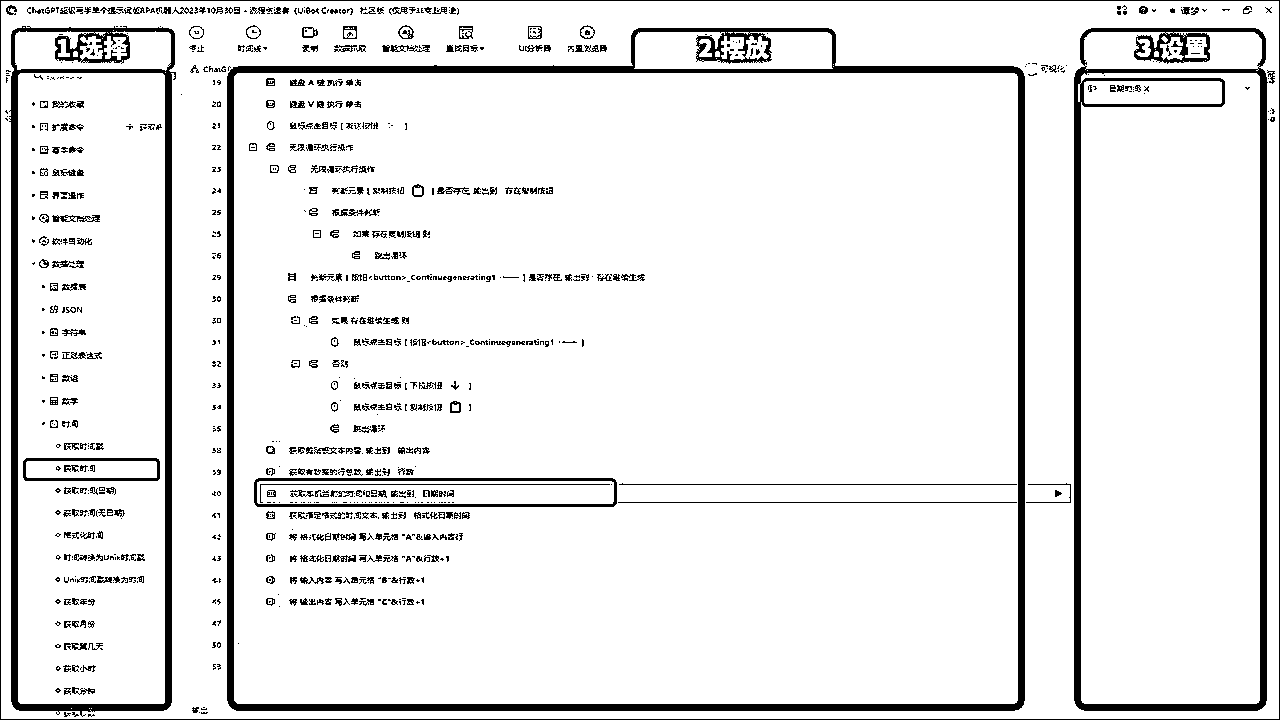 ChatGPT超级写手单个提示词版RPA机器人2023年10月30日 - 流程创造者 (UiBot Creator) 社区版 (仅用于非商业用途)
谭梦
1.选择
停止
时间线
录制
数据抓取
智能文档处理
查找目标
UI分析器
内置浏览器
2.摆放
3.设置
ChatG
可视化
我的收藏
扩展命令
基本命令
鼠标键盘
界面操作
智能文档处理
软件自动化
数据处理
数据表
JSON
字符串
正则表达式
数组
数学
时间
获取时间戳
获取时间
获取时间(日期)
获取时间(无日期)
格式化时间
时间转换为Unix时间戳
Unix时间戳转换为时间
获取年份
获取月份
获取第几天
获取小时
获取分钟
19 键盘 A 键 执行 单击
20 键盘 V 键 执行 单击
21 鼠标点击目标 [ 发送按钮 ]
22 无限循环执行操作
23 无限循环执行操作
24 判断元素 [ 复制按钮 ] 是否存在, 输出到 存在复制按钮
25 根据条件判断
25 如果 存在复制按钮 则
26 跳出循环
29 判断元素 [ 按钮<button>_Continuegenerating1 ] 是否存在, 输出到 存在继续生成
30 根据条件判断
30 如果 存在继续生成 则
31 鼠标点击目标 [ 按钮<button>_Continuegenerating1 ]
32 否则
33 鼠标点击目标 [ 下拉按钮 ]
34 鼠标点击目标 [ 复制按钮 ]
35 跳出循环
38 获取剪贴板文本内容, 输出到 输出内容
39 获取有数据的行总数, 输出到 行数
40 获取本机当前的时间和日期, 输出到 日期时间
41 获取指定格式的时间文本, 输出到 格式化日期时间
42 将 格式化日期时间 写入单元格 "A"&输入内容行
43 将 格式化日期时间 写入单元格 "A"&行数+1
44 将 输入内容 写入单元格 "B"&行数+1
45 将 输出内容 写入单元格 "C"&行数+1
47
50
53
输出
日期时间